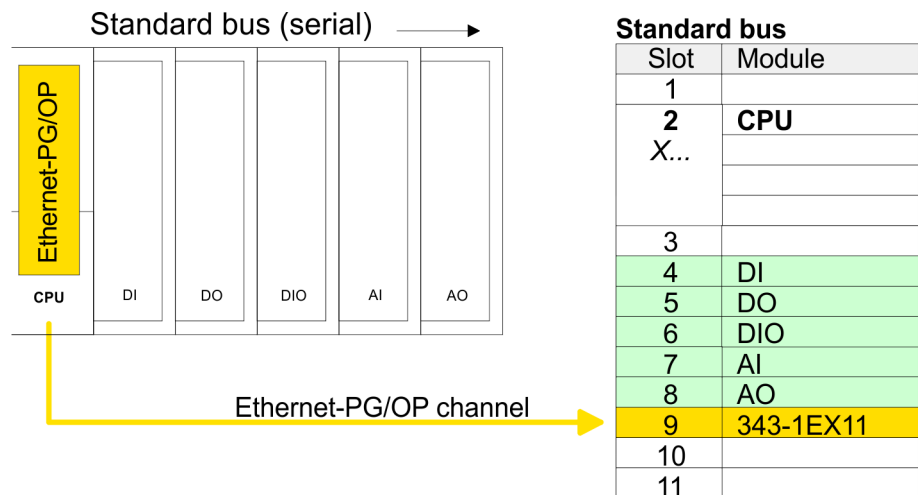 Standard bus (serial)
Ethernet-PG/OP
CPU
DI
DO
DIO
AI
AO
Ethernet-PG/OP channel
Standard bus
Slot Module
1
2 CPU
X...
3
4 DI
5 DO
6 DIO
7 AI
8 AO
9 343-1EX11
10
11